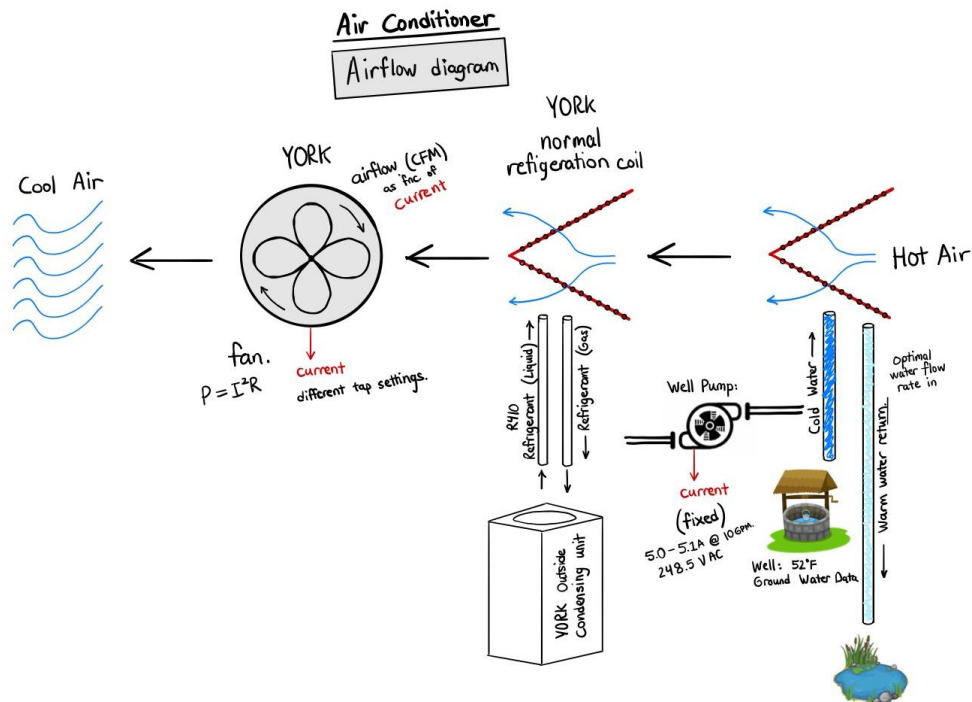 Air Conditioner
Airflow diagram
Cool Air
YORK
airflow (CFM)
as fnc of
current
fan.
P = I²R
current
different tap settings.
YORK
normal
refigeration coil
R410
Refrigerant (Liquid)
Refrigerant (Gas)
YORK Outside
Condensing unit
Well Pump:
current
(fixed)
5.0-5.1A @ 10GPM.
248.5 V AC
Hot Air
Cold Water
Optimal
water flow
rate in
Warm water return.
Well: 52°F
Ground Water Data